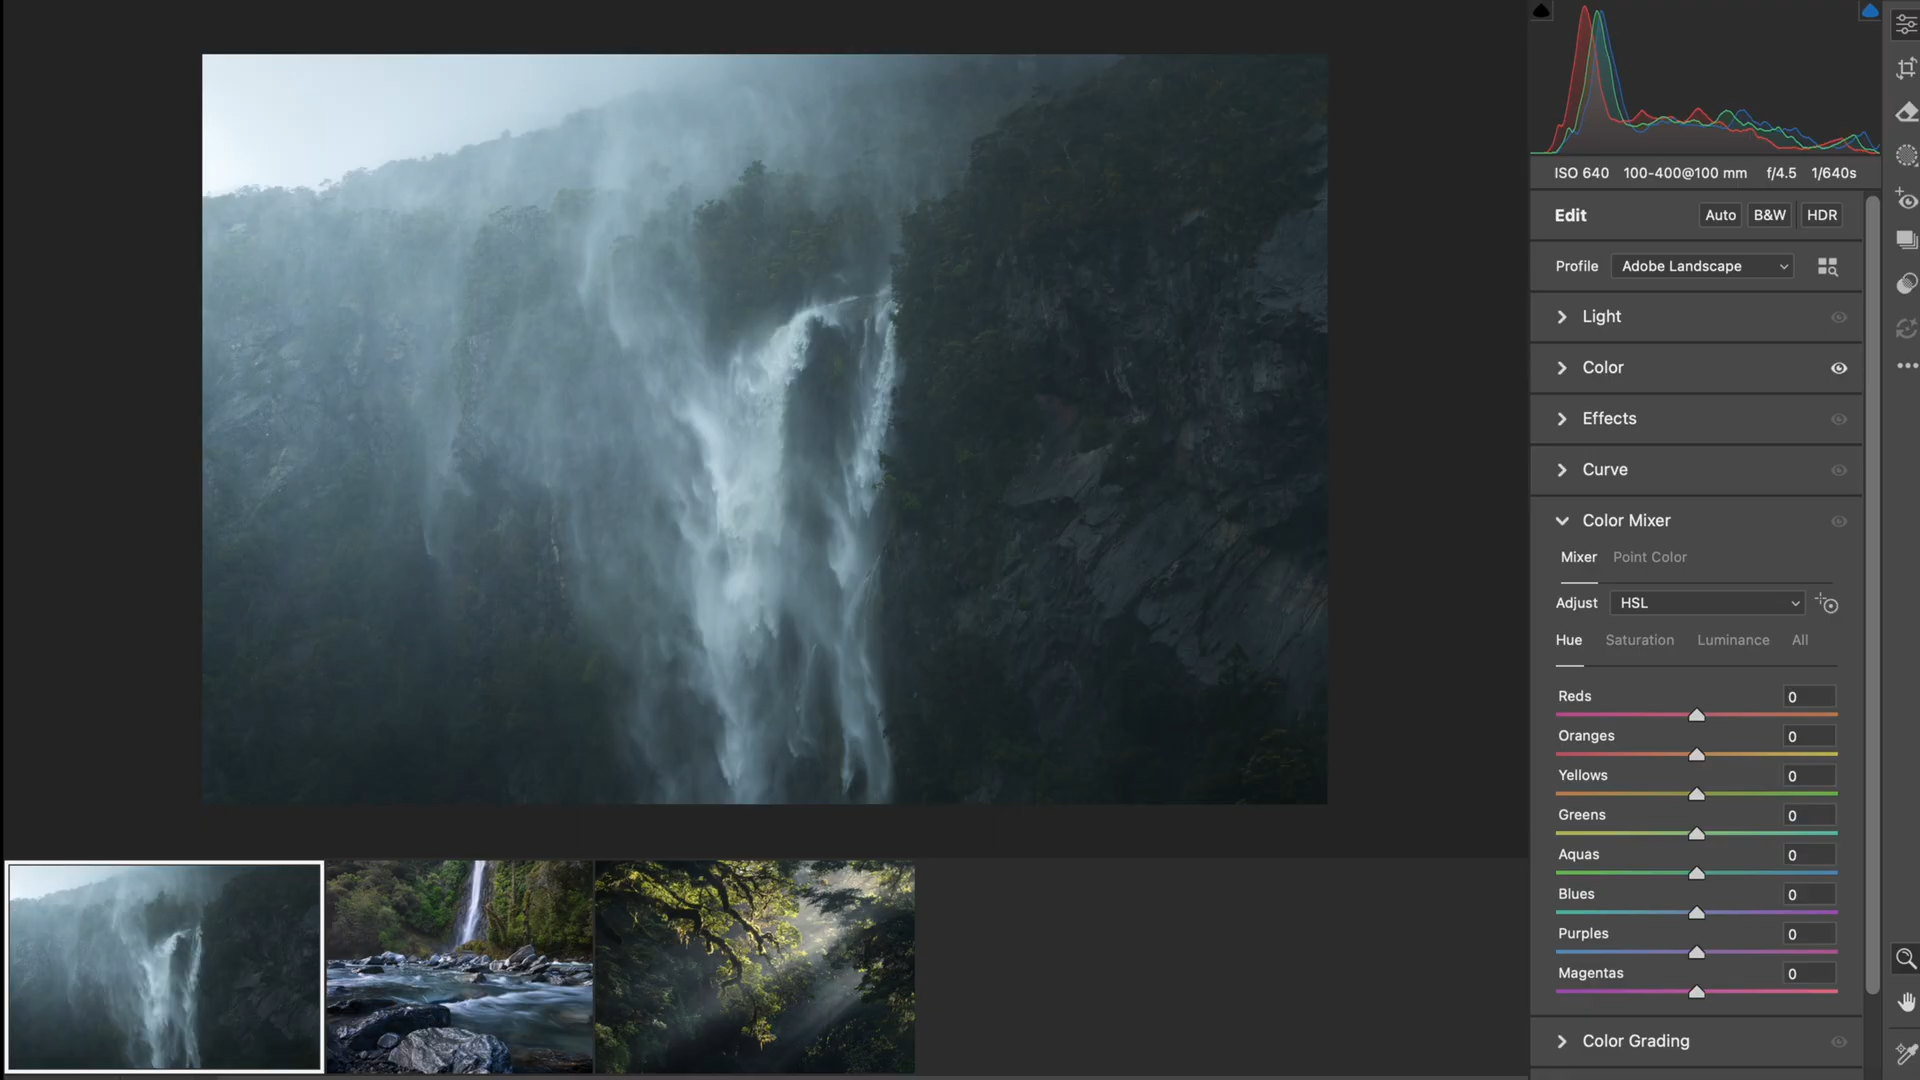 ISO 640 100-400@100 mm f/4.5 1/640s
Edit Auto B&W HDR
Profile Adobe Landscape
Light
Color
Effects
Curve
Color Mixer
Mixer Point Color
Adjust HSL
Hue Saturation Luminance All
Reds 0
Oranges 0
Yellows 0
Greens 0
Aquas 0
Blues 0
Purples 0
Magentas 0
Color Grading